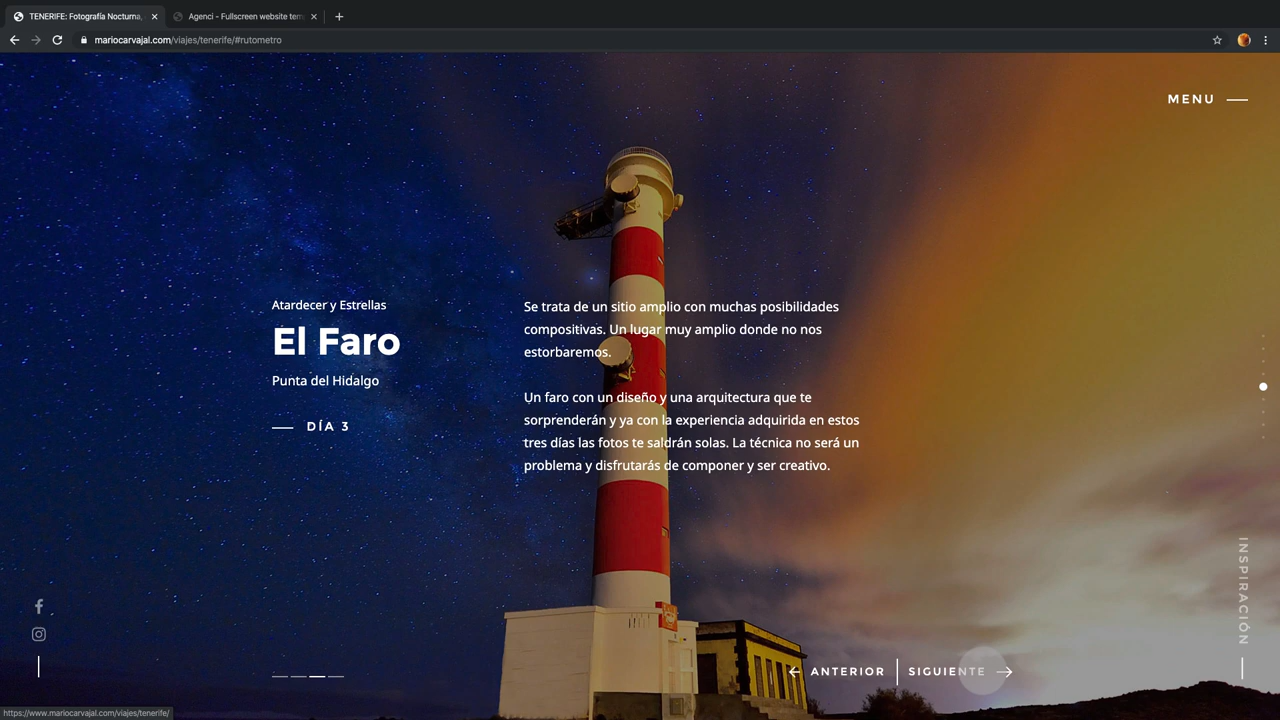 TENERIFE: Fotografía Nocturna,
Agenci - Fullscreen website tem
mariocarvajal.com/viajes/tenerife/#rutometro
MENU
Atardecer y Estrellas
El Faro
Punta del Hidalgo
DÍA 3
Se trata de un sitio amplio con muchas posibilidades
compositivas. Un lugar muy amplio donde no nos
estorbaremos.
Un faro con un diseño y una arquitectura que te
sorprenderán y ya con la experiencia adquirida en estos
tres días las fotos te saldrán solas. La técnica no será un
problema y disfrutarás de componer y ser creativo.
INSPIRACIÓN
ANTERIOR
SIGUIENTE
https://www.mariocarvajal.com/viajes/tenerife/